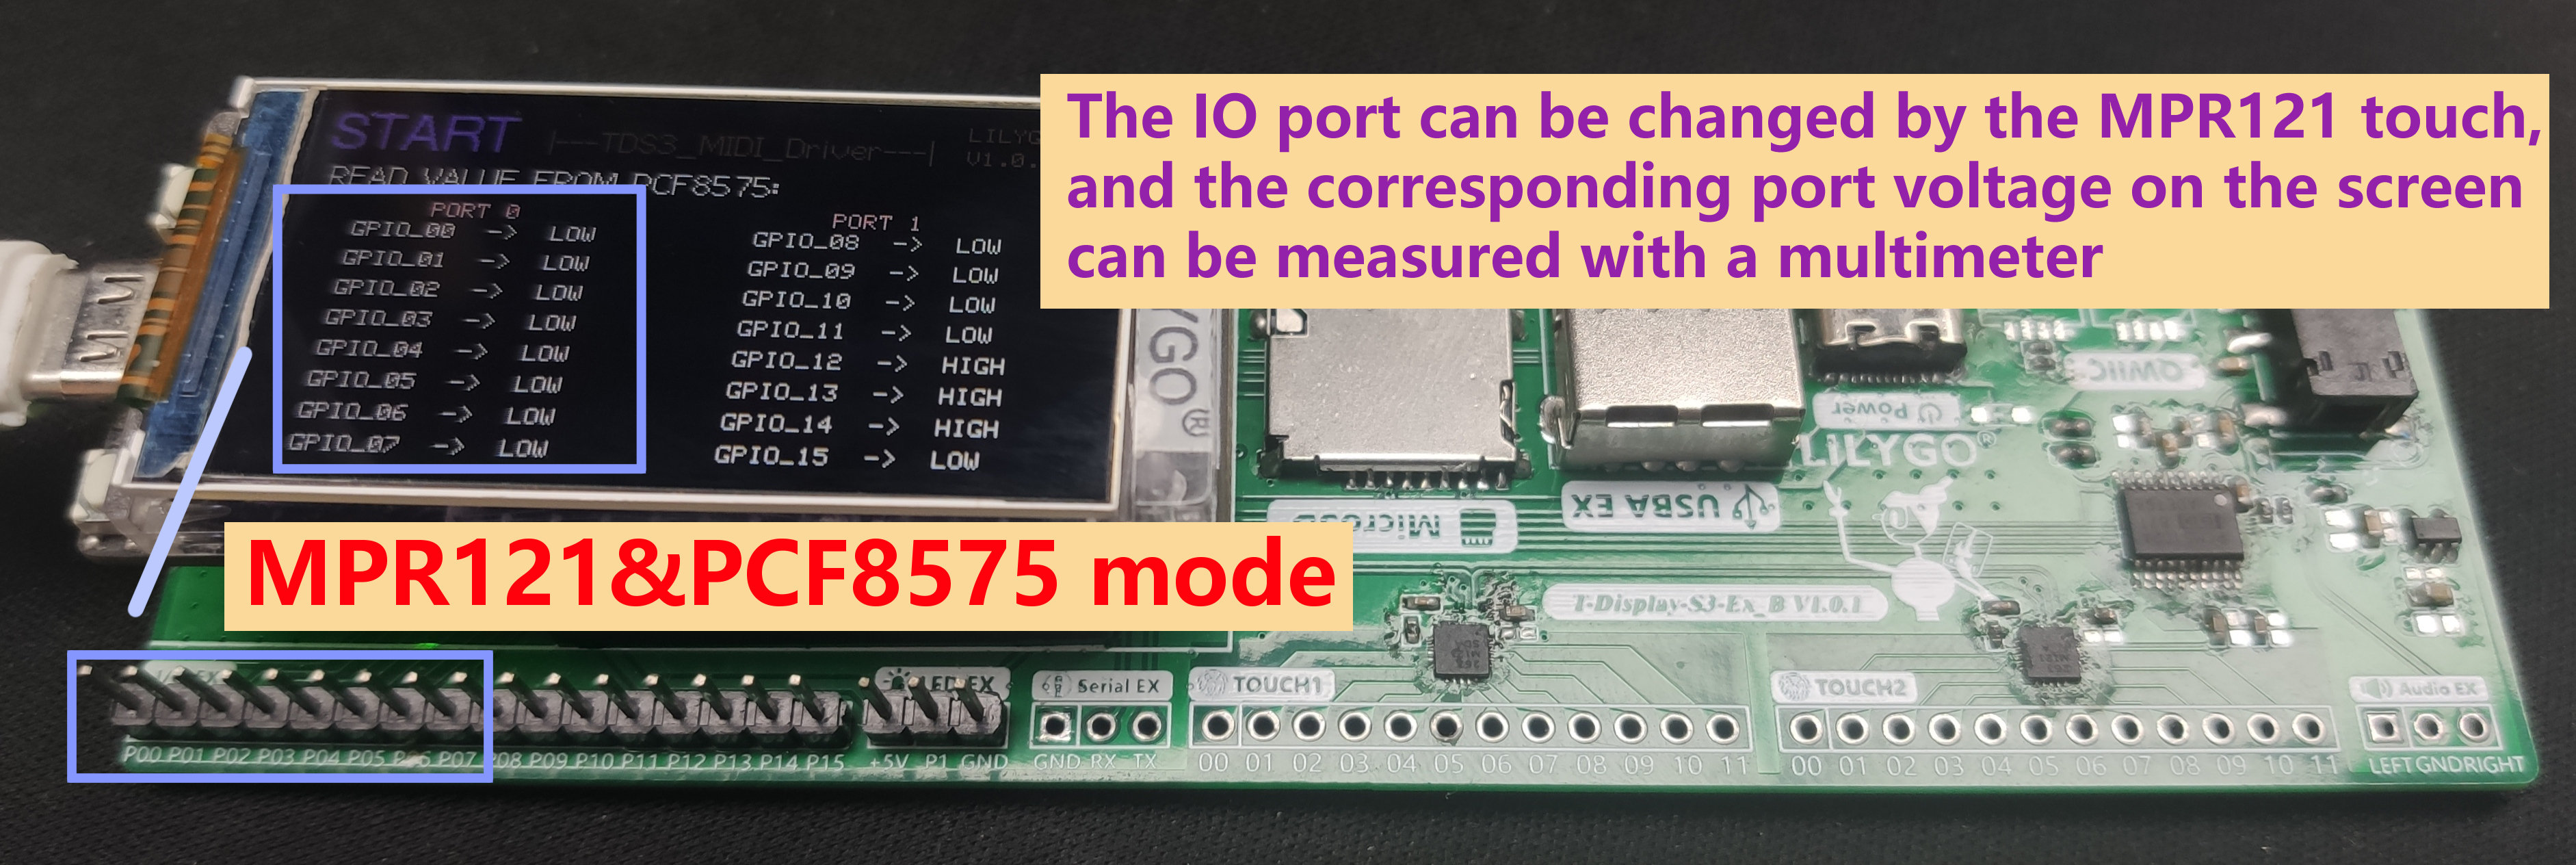 The IO port can be changed by the MPR121 touch,
and the corresponding port voltage on the screen
can be measured with a multimeter
START |---TDS3_MIDI_Driver---| LILYG
V1.0.
READ VALUE FROM PCF8575:
PORT 0
GPIO_00 -> LOW
GPIO_01 -> LOW
GPIO_02 -> LOW
GPIO_03 -> LOW
GPIO_04 -> LOW
GPIO_05 -> LOW
GPIO_06 -> LOW
GPIO_07 -> LOW
PORT 1
GPIO_08 -> LOW
GPIO_09 -> LOW
GPIO_10 -> LOW
GPIO_11 -> LOW
GPIO_12 -> HIGH
GPIO_13 -> HIGH
GPIO_14 -> HIGH
GPIO_15 -> LOW
YGO®
QWIIC
Power
LILYGO®
USBA EX
MicroSD
MPR121&PCF8575 mode
T-Display-S3-Ex_B V1.0.1
LED EX
Serial EX
TOUCH1
TOUCH2
Audio EX
P00 P01 P02 P03 P04 P05 P06 P07 P08 P09 P10 P11 P12 P13 P14 P15
+5V P1 GND
GND RX TX
00 01 02 03 04 05 06 07 08 09 10 11
00 01 02 03 04 05 06 07 08 09 10 11
LEFT GND RIGHT